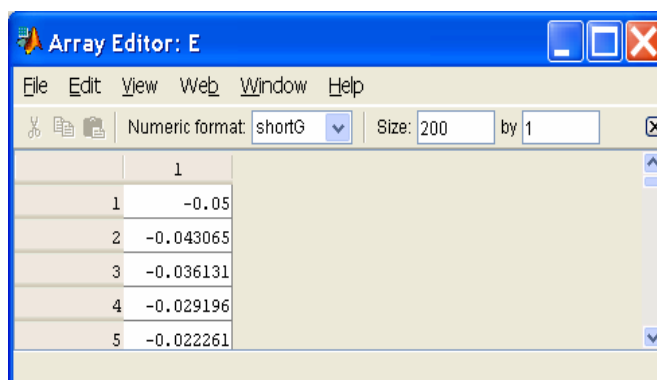 Array Editor: E
File Edit View Web Window Help
Numeric format: shortG Size: 200 by 1
1
1 -0.05
2 -0.043065
3 -0.036131
4 -0.029196
5 -0.022261